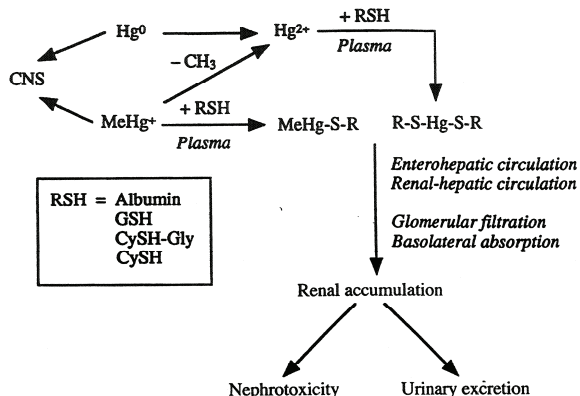 Hg⁰
Hg²⁺
+ RSH
Plasma
– CH₃
CNS
MeHg⁺
+ RSH
Plasma
MeHg-S-R
R-S-Hg-S-R
Enterohepatic circulation
Renal-hepatic circulation
RSH = Albumin
GSH
CySH-Gly
CySH
Glomerular filtration
Basolateral absorption
Renal accumulation
Nephrotoxicity
Urinary excretion